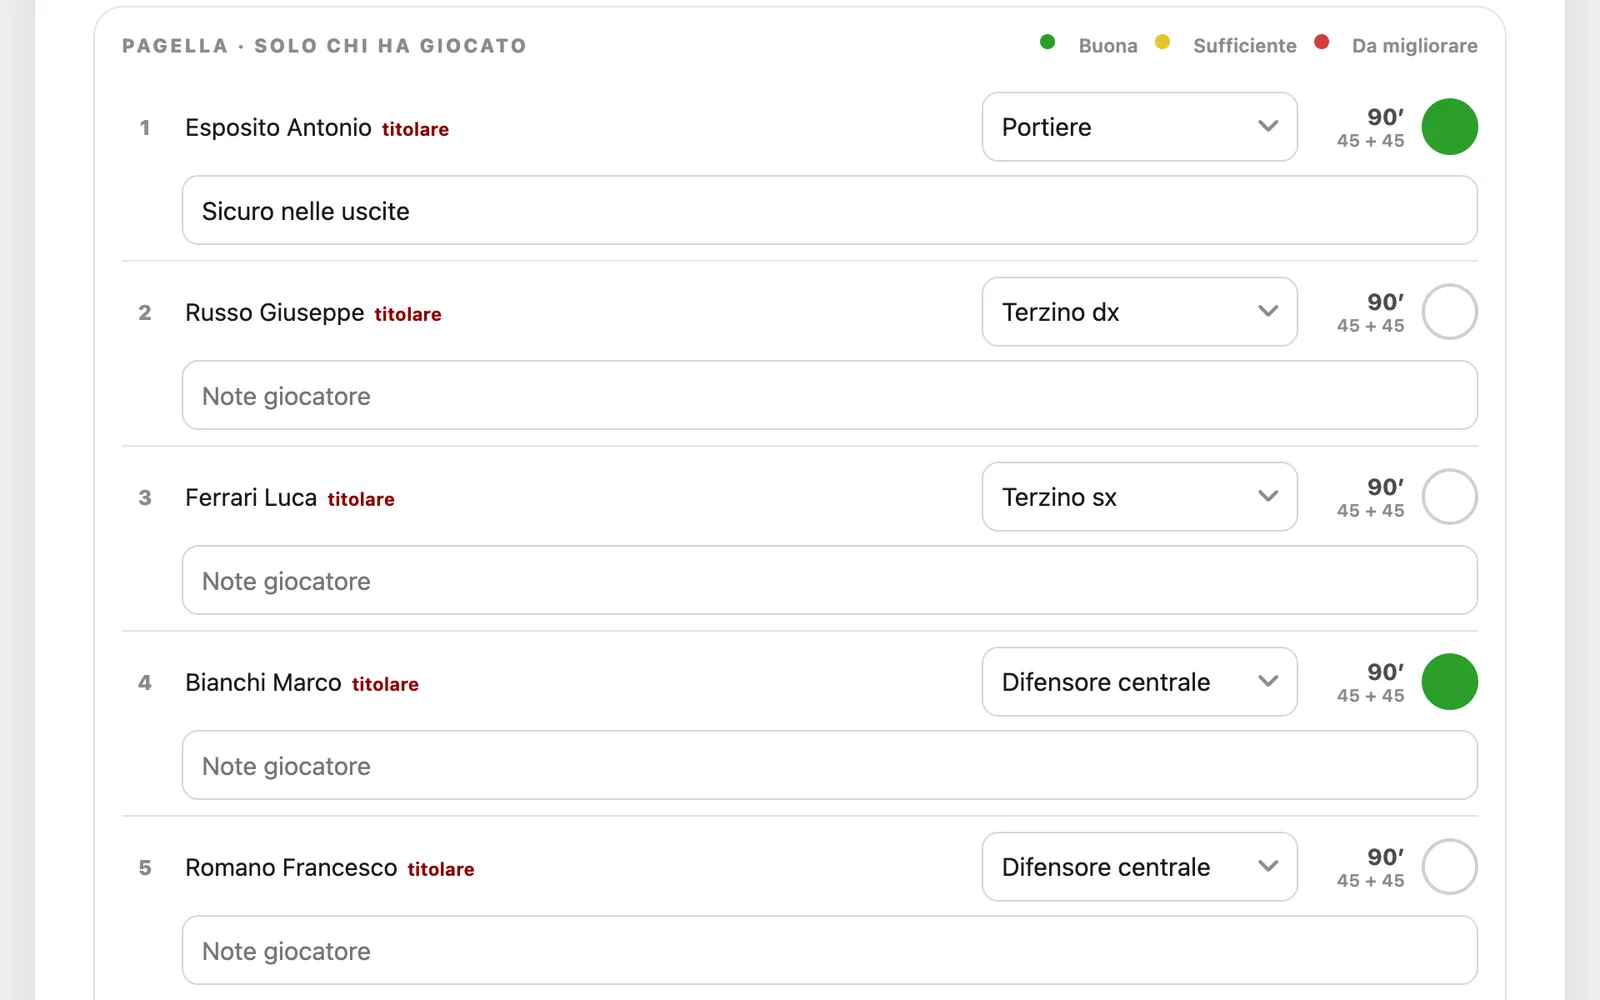 PAGELLA · SOLO CHI HA GIOCATO
Buona Sufficiente Da migliorare
1 Esposito Antonio titolare Portiere 90′
45 + 45
Sicuro nelle uscite
2 Russo Giuseppe titolare Terzino dx 90′
45 + 45
Note giocatore
3 Ferrari Luca titolare Terzino sx 90′
45 + 45
Note giocatore
4 Bianchi Marco titolare Difensore centrale 90′
45 + 45
Note giocatore
5 Romano Francesco titolare Difensore centrale 90′
45 + 45
Note giocatore